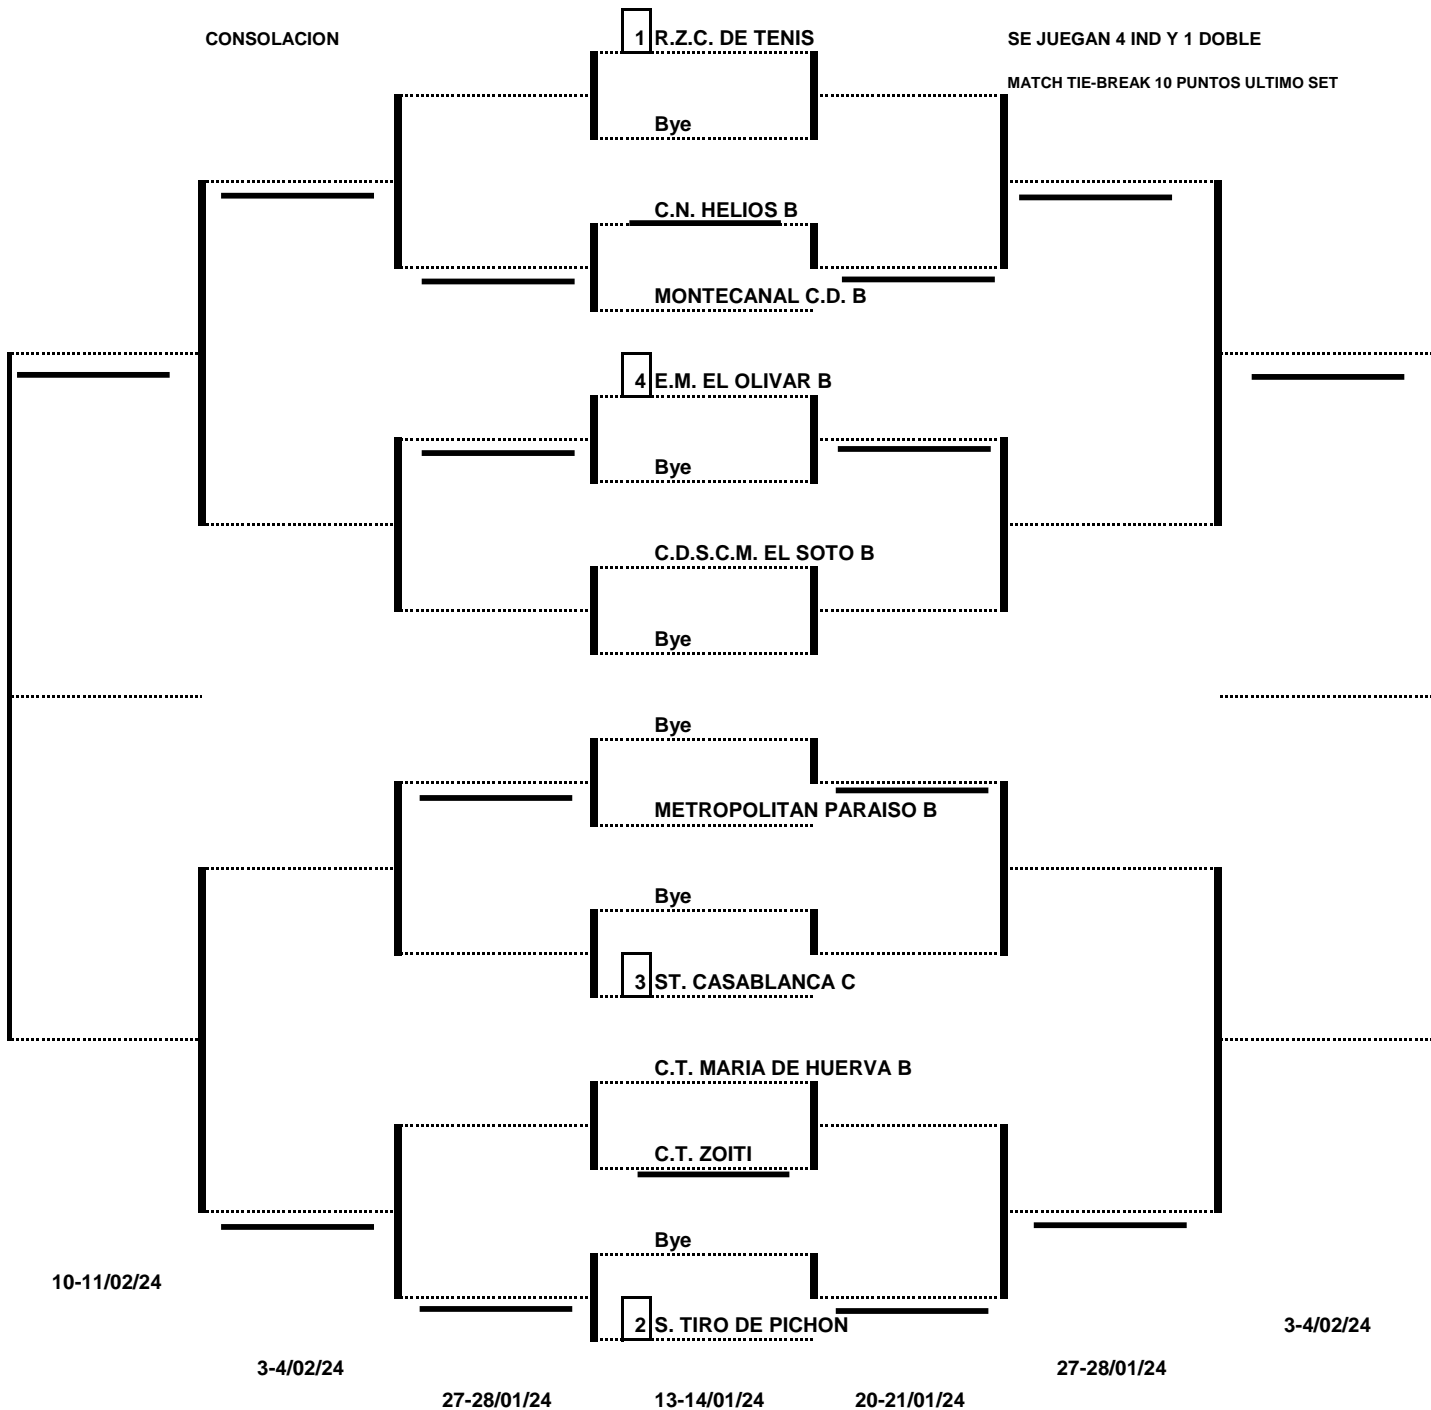 CONSOLACION
1 R.Z.C. DE TENIS
SE JUEGAN 4 IND Y 1 DOBLE
MATCH TIE-BREAK 10 PUNTOS ULTIMO SET
Bye
C.N. HELIOS B
MONTECANAL C.D. B
4 E.M. EL OLIVAR B
Bye
C.D.S.C.M. EL SOTO B
Bye
Bye
METROPOLITAN PARAISO B
Bye
3 ST. CASABLANCA C
C.T. MARIA DE HUERVA B
C.T. ZOITI
Bye
10-11/02/24
2 S. TIRO DE PICHON
3-4/02/24
3-4/02/24
27-28/01/24
27-28/01/24
13-14/01/24
20-21/01/24